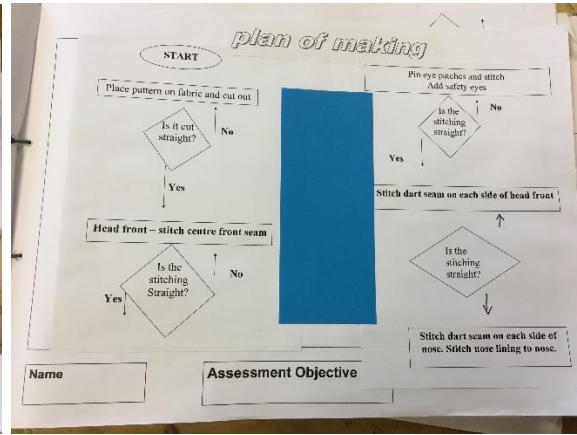 plan of making
START
Place pattern on fabric and cut out
Is it cut
straight?
No
Yes
Head front – stitch centre front seam
Is the
stitching
Straight?
No
Yes
Pin eye patches and stitch
Add safety eyes
Is the
stitching
straight?
No
Yes
Stitch dart seam on each side of head front
Is the
stitching
straight?
Stitch dart seam on each side of
nose. Stitch nose lining to nose.
Name
Assessment Objective